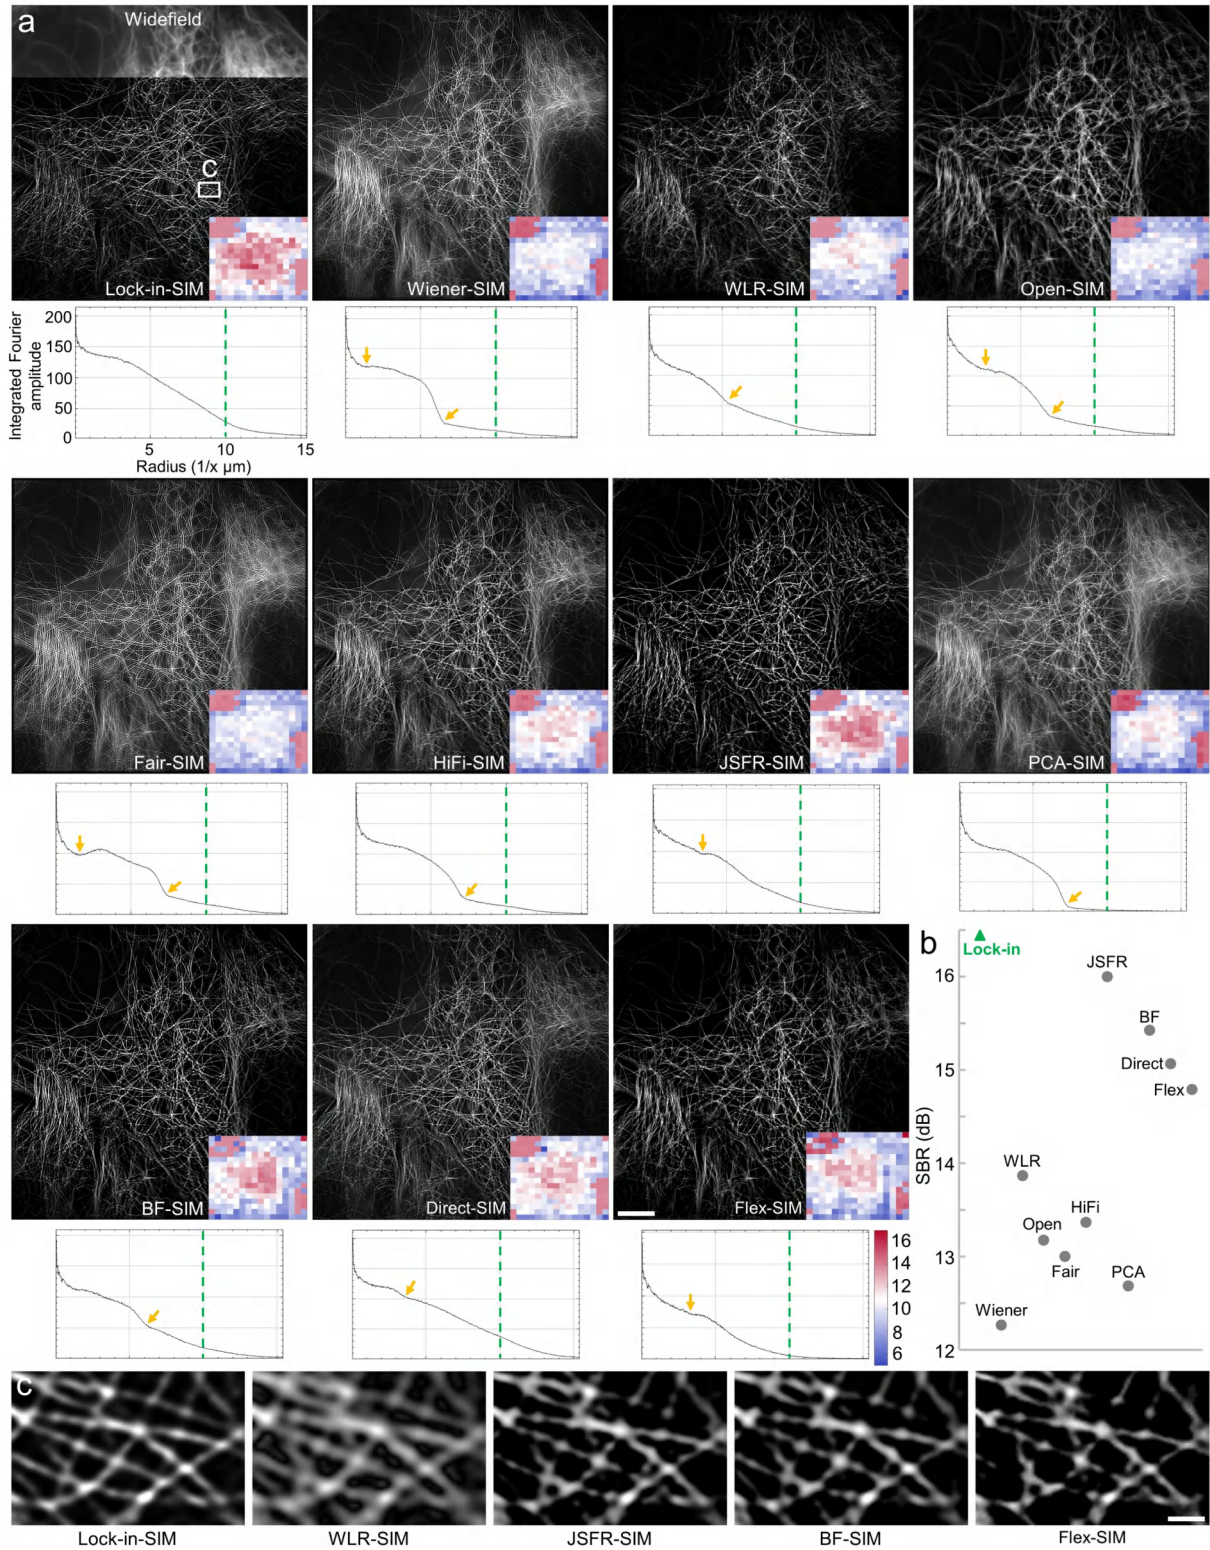 a
Widefield
C
Lock-in-SIM
Wiener-SIM
WLR-SIM
Open-SIM
Integrated Fourier
amplitude
200
150
100
50
0
5
10
15
Radius (1/x µm)
Fair-SIM
HiFi-SIM
JSFR-SIM
PCA-SIM
BF-SIM
Direct-SIM
Flex-SIM
16
14
12
10
8
6
b
Lock-in
JSFR
BF
Direct
Flex
WLR
HiFi
Open
Fair
PCA
Wiener
SBR (dB)
16
15
14
13
12
c
Lock-in-SIM
WLR-SIM
JSFR-SIM
BF-SIM
Flex-SIM